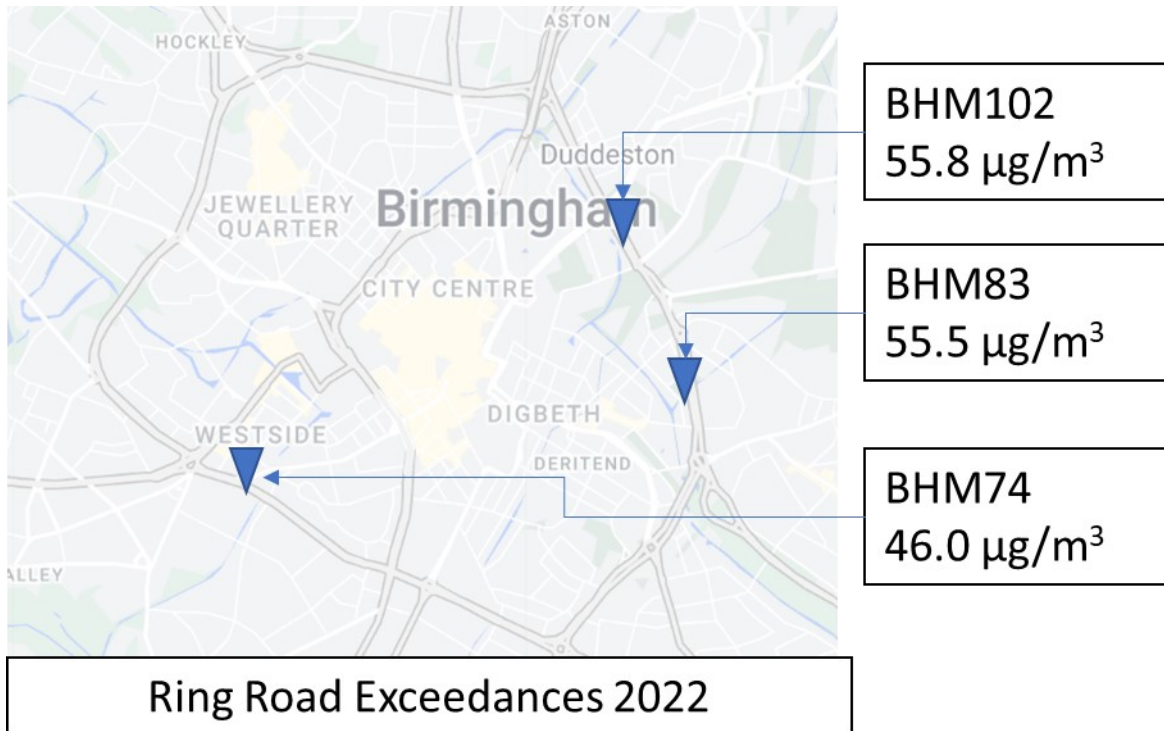 ASTON
HOCKLEY
Duddeston
JEWELLERY
QUARTER
Birmingham
CITY CENTRE
DIGBETH
WESTSIDE
DERITEND
ALLEY
BHM102
55.8 µg/m³
BHM83
55.5 µg/m³
BHM74
46.0 µg/m³
Ring Road Exceedances 2022